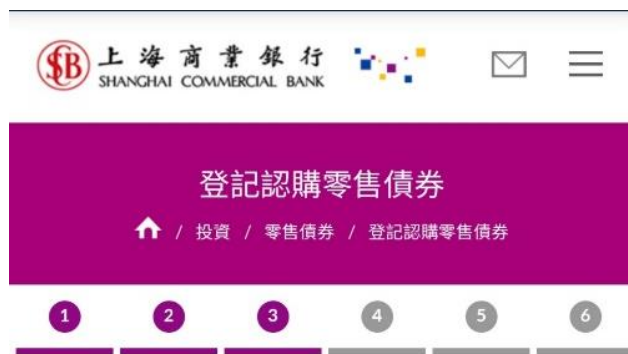 上海商業銀行
SHANGHAI COMMERCIAL BANK
登記認購零售債券
/ 投資 / 零售債券 / 登記認購零售債券
1 2 3 4 5 6